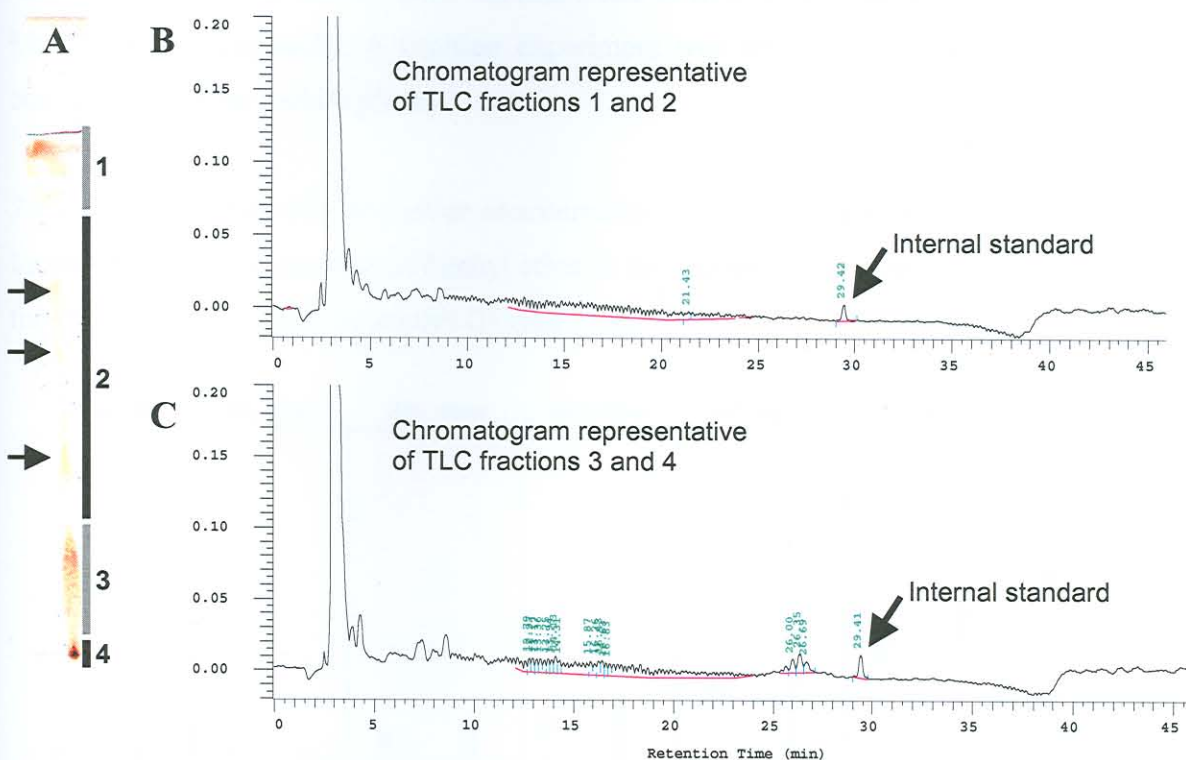 A
B
0.20
0.15
0.10
0.05
0.00
Chromatogram representative
of TLC fractions 1 and 2
21.43
29.42
Internal standard
0 5 10 15 20 25 30 35 40 45
1
2
3
4
C
0.20
0.15
0.10
0.05
0.00
Chromatogram representative
of TLC fractions 3 and 4
26.00
26.69
29.41
Internal standard
0 5 10 15 20 25 30 35 40 45
Retention Time (min)